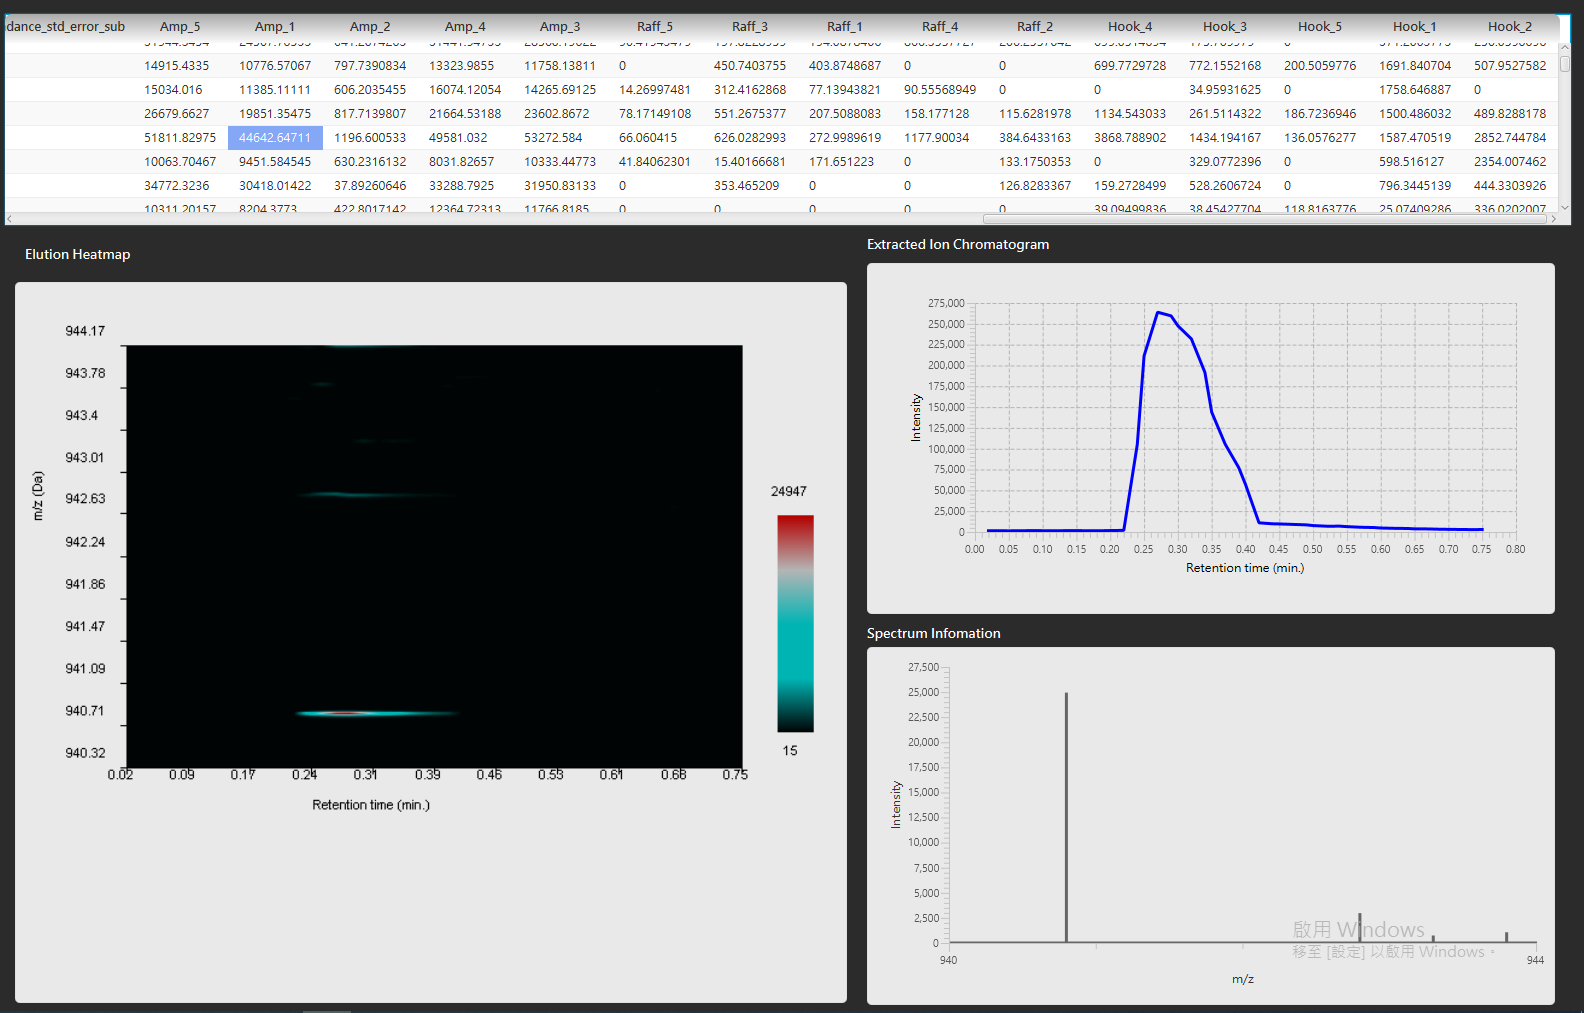 dance_std_error_sub Amp_5 Amp_1 Amp_2 Amp_4 Amp_3 Raff_5 Raff_3 Raff_1 Raff_4 Raff_2 Hook_4 Hook_3 Hook_5 Hook_1 Hook_2
14915.4335 10776.57067 797.7390834 13323.9855 11758.13811 0 450.7403755 403.8748687 0 0 699.7729728 772.1552168 200.5059776 1691.840704 507.9527582
15034.016 11385.11111 606.2035455 16074.12054 14265.69125 14.26997481 312.4162868 77.13943821 90.55568949 0 0 34.95931625 0 1758.646887 0
26679.6627 19851.35475 817.7139807 21664.53188 23602.8672 78.17149108 551.2675377 207.5088083 158.177128 115.6281978 1134.543033 261.5114322 186.7236946 1500.486032 489.8288178
51811.82975 44642.64711 1196.600533 49581.032 53272.584 66.060415 626.0282993 272.9989619 1177.90034 384.6433163 3868.788902 1434.194167 136.0576277 1587.470519 2852.744784
10063.70467 9451.584545 630.2316132 8031.82657 10333.44773 41.84062301 15.40166681 171.651223 0 133.1750353 0 329.0772396 0 598.516127 2354.007462
34772.3236 30418.01422 37.89260646 33288.7925 31950.83133 0 353.465209 0 0 126.8283367 159.2728499 528.2606724 0 796.3445139 444.3303926
10311.20157 8204.3773 422.8017142 12364.72313 11766.8185 0 0 0 0 0 39.09499836 38.45427704 118.8163776 25.07409286 336.0202007
Elution Heatmap
944.17
943.78
943.4
943.01
942.63
942.24
941.86
941.47
941.09
940.71
940.32
m/z (Da)
0.02 0.09 0.17 0.24 0.31 0.39 0.46 0.53 0.61 0.68 0.75
Retention time (min.)
24947
15
Extracted Ion Chromatogram
275,000
250,000
225,000
200,000
175,000
150,000
125,000
100,000
75,000
50,000
25,000
0
Intensity
0.00 0.05 0.10 0.15 0.20 0.25 0.30 0.35 0.40 0.45 0.50 0.55 0.60 0.65 0.70 0.75 0.80
Retention time (min.)
Spectrum Infomation
27,500
25,000
22,500
20,000
17,500
15,000
12,500
10,000
7,500
5,000
2,500
0
Intensity
940 944
m/z
啟用 Windows
移至 [設定] 以啟用 Windows。